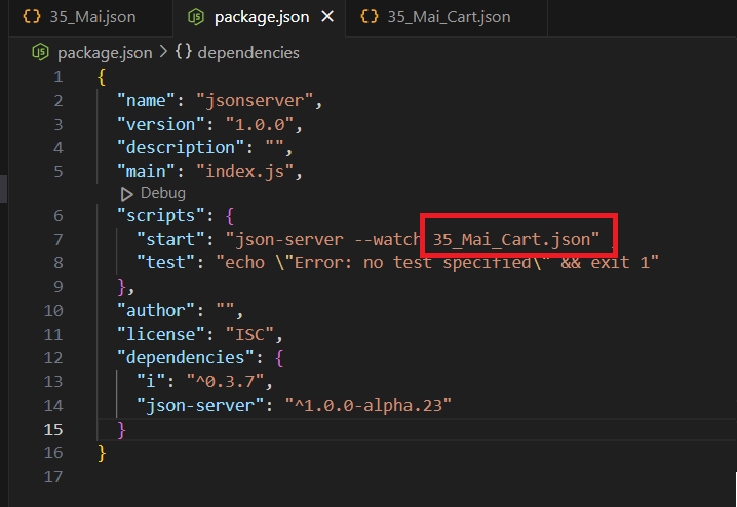 35_Mai.json package.json 35_Mai_Cart.json
package.json > {} dependencies
1 {
2 "name": "jsonserver",
3 "version": "1.0.0",
4 "description": "",
5 "main": "index.js",
Debug
6 "scripts": {
7 "start": "json-server --watch 35_Mai_Cart.json",
8 "test": "echo \"Error: no test specified\" && exit 1"
9 },
10 "author": "",
11 "license": "ISC",
12 "dependencies": {
13 "i": "^0.3.7",
14 "json-server": "^1.0.0-alpha.23"
15 }
16 }
17